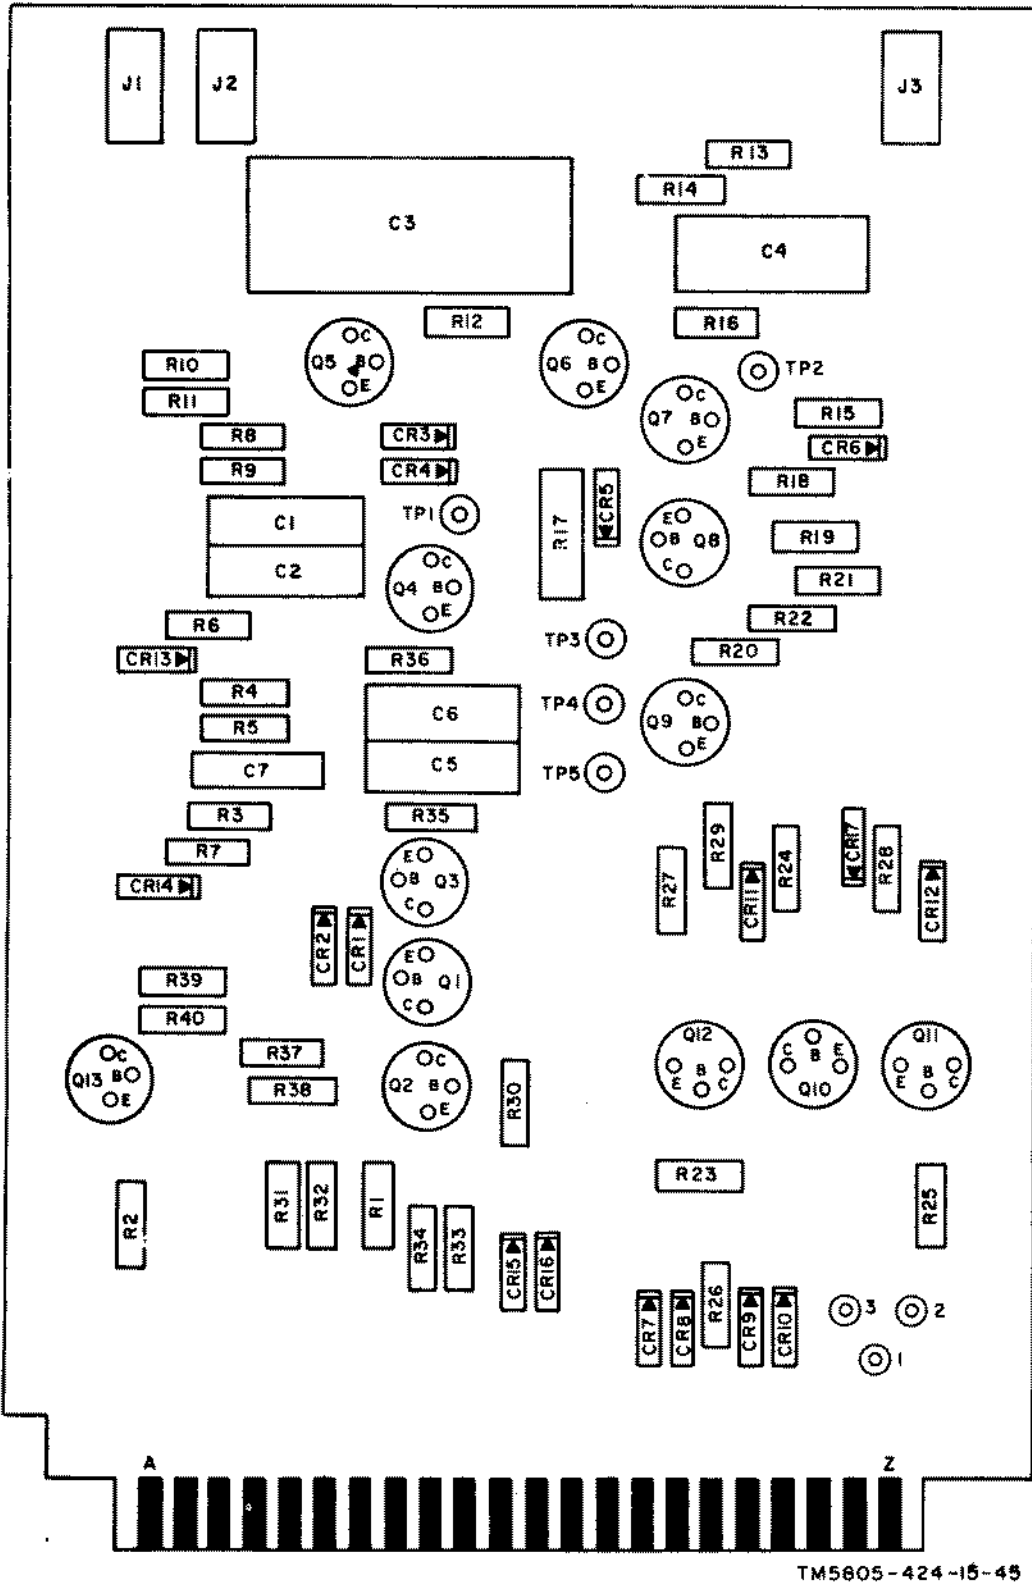 J1 J2 J3
R13
R14
C3
C4
R12 R16
Q5 C B E
Q6 C B E
TP2
R10
R11
Q7 C B E
R15
R8 CR3
CR6
R9 CR4
R18
C1
TP1
R17
CR5
E B C Q8
R19
C2
Q4 C B E
R21
R6
R22
TP3
CR13 R36 R20
R4
C6
TP4
R5
Q9 C B E
C7
C5
TP5
R3 R35
R7
E B C Q3
R27
R29
CR11
R24
CR17
R28
CR12
CR14
CR2
CR1
E B C Q1
R39
R40
Q13 C B E
R37
R38
Q2 C B E
R30
Q12 E B C
C B E Q10
Q11 E B C
R23
R25
R2
R31
R32
R1
R34
R33
CR15
CR16
CR7
CR8
R26
CR9
CR10
3 2
1
A Z
TM5805-424-15-45